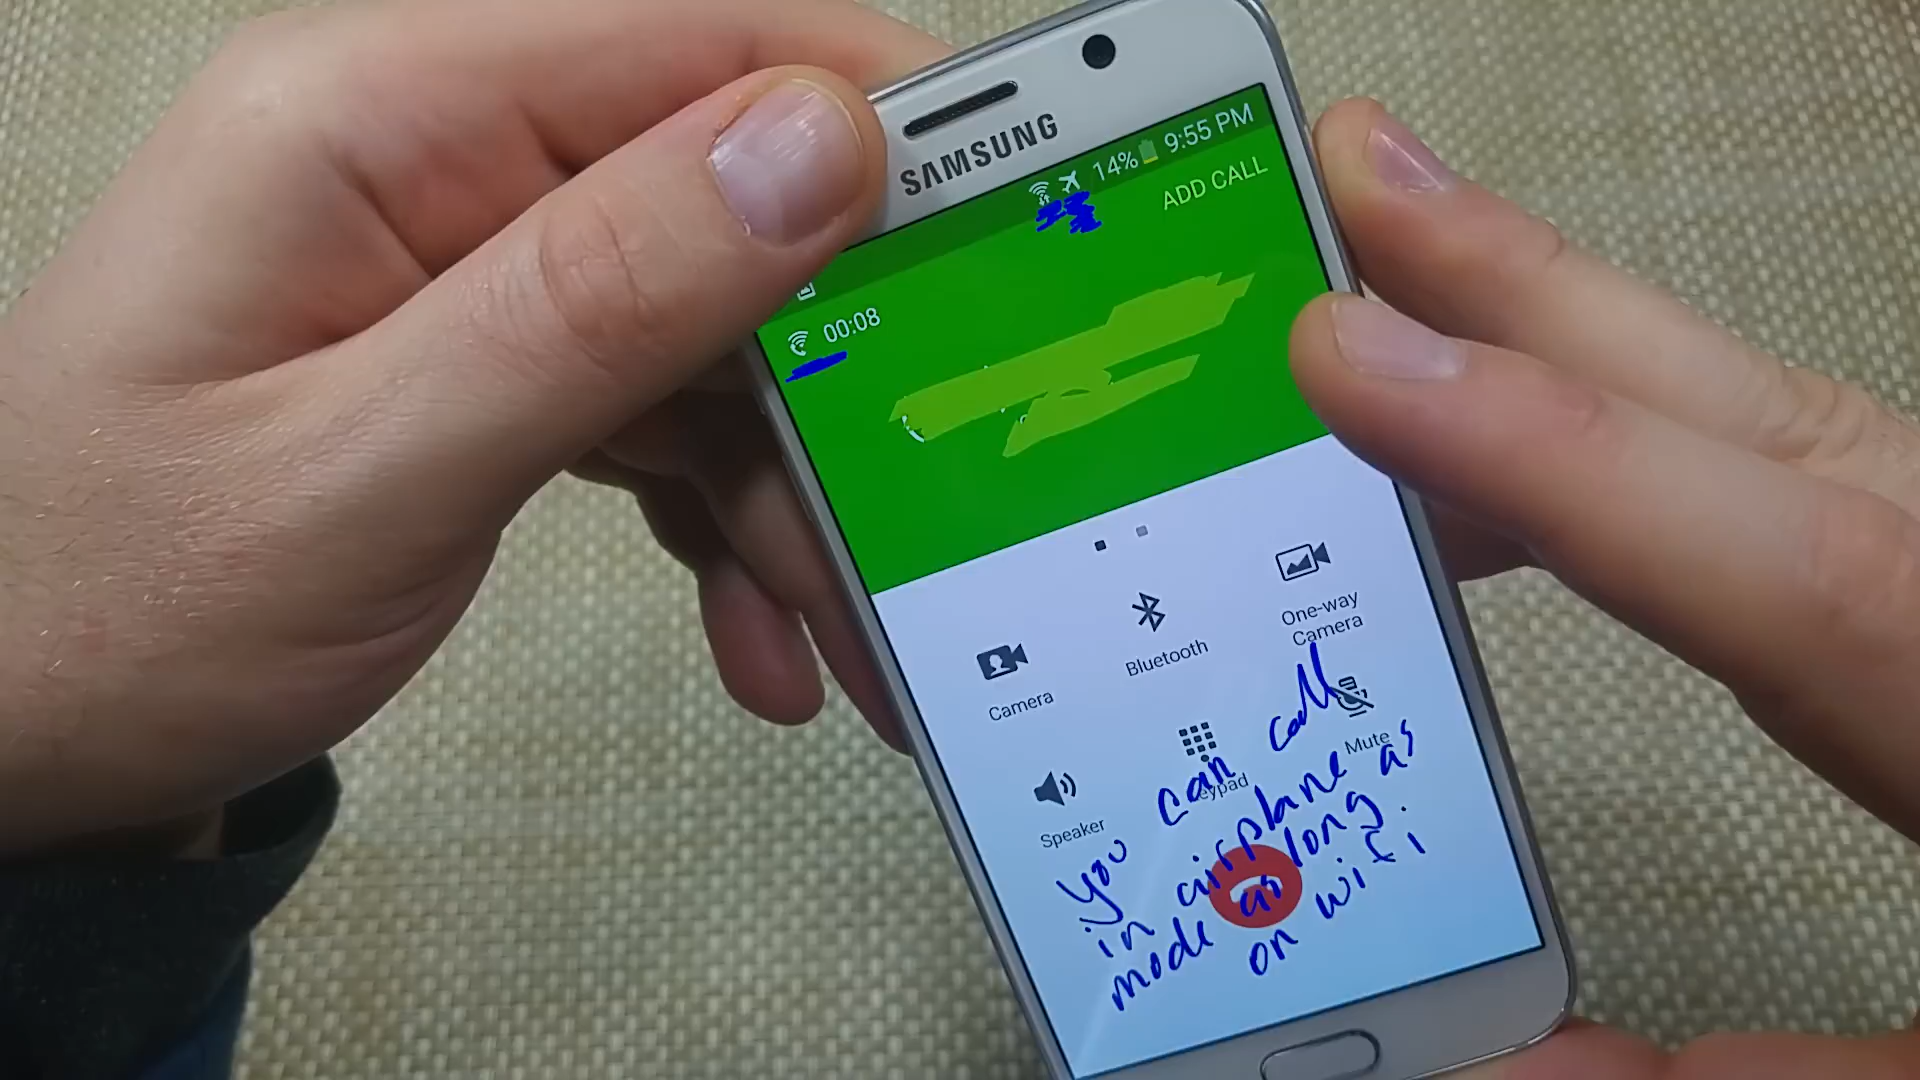 SAMSUNG
14% 9:55 PM
ADD CALL
00:08
Camera
Bluetooth
One-way
Camera
Speaker
eypad
Mute
you can call
in airplane
mode as long as
on wifi